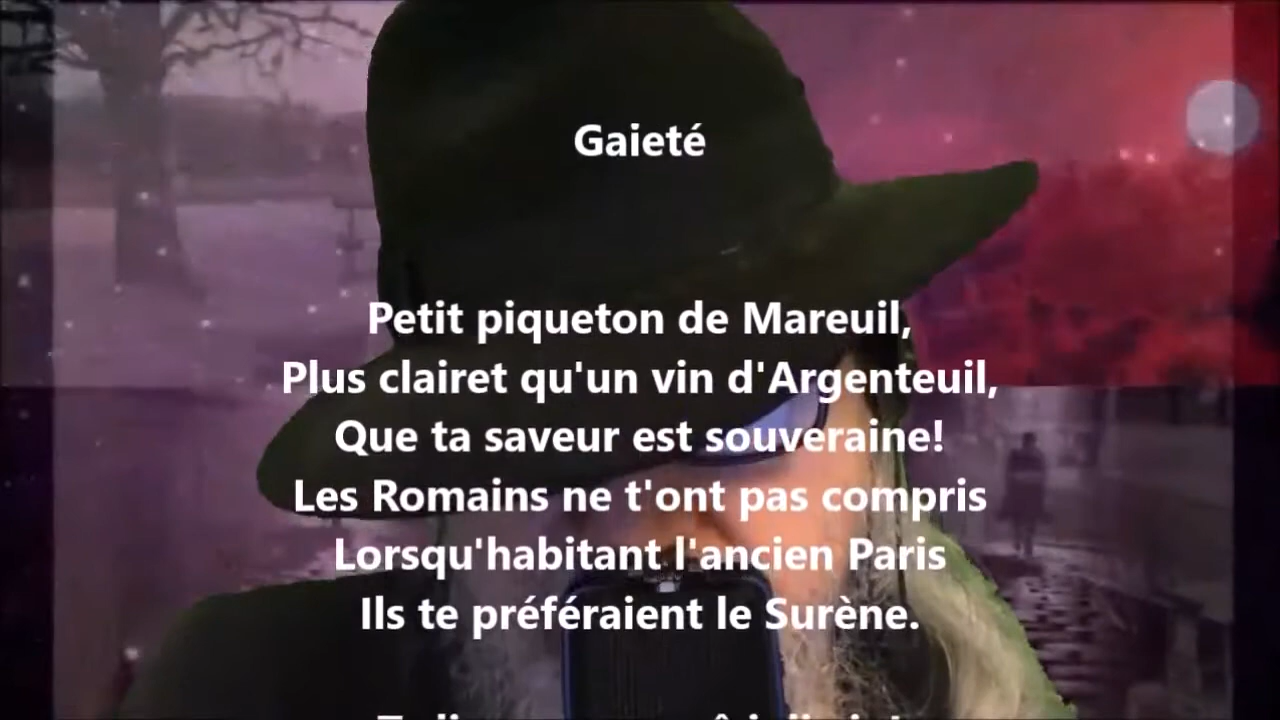 Gaieté
Petit piqueton de Mareuil,
Plus clairet qu'un vin d'Argenteuil,
Que ta saveur est souveraine!
Les Romains ne t'ont pas compris
Lorsqu'habitant l'ancien Paris
Ils te préféraient le Surène.